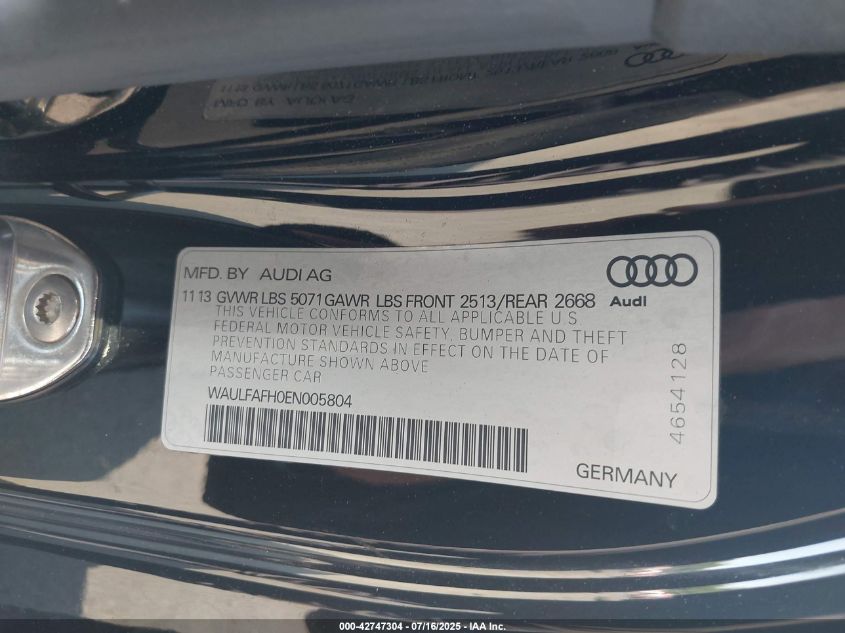 MFD. BY AUDI AG
11 13 GVWR LBS 5071 GAWR LBS FRONT 2513/REAR 2668
THIS VEHICLE CONFORMS TO ALL APPLICABLE U.S.
FEDERAL MOTOR VEHICLE SAFETY, BUMPER AND THEFT
PREVENTION STANDARDS IN EFFECT ON THE DATE OF
MANUFACTURE SHOWN ABOVE
PASSENGER CAR
WAULFAFH0EN005804
Audi
4654128
GERMANY
000-42747304 - 07/16/2025 - IAA Inc.